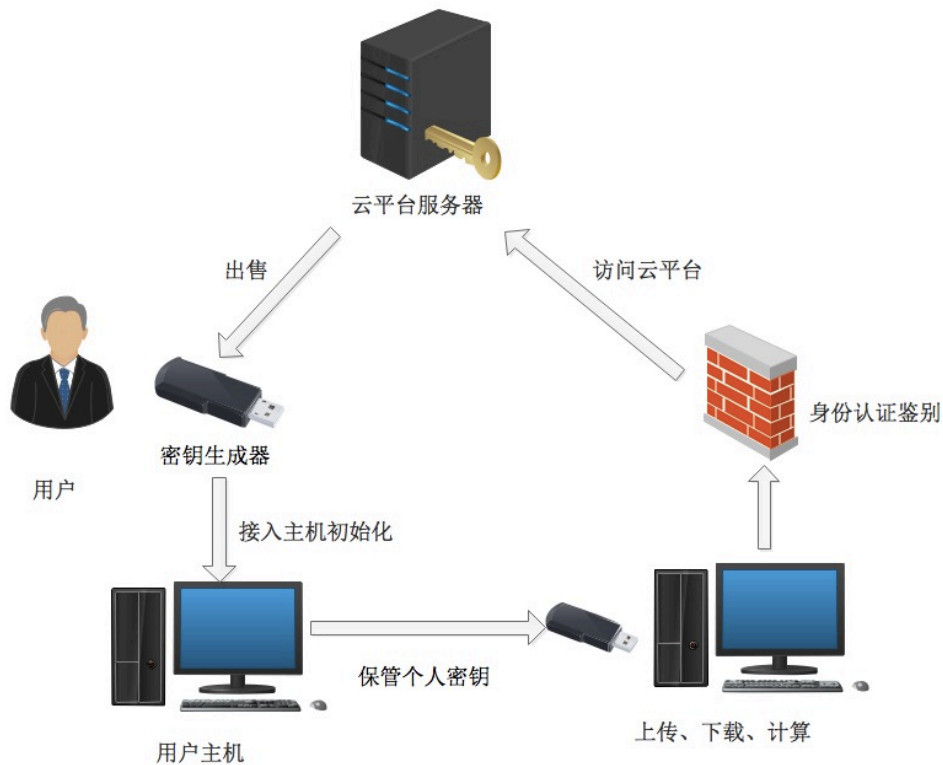 云平台服务器
出售
访问云平台
身份认证鉴别
密钥生成器
用户
接入主机初始化
保管个人密钥
上传、下载、计算
用户主机